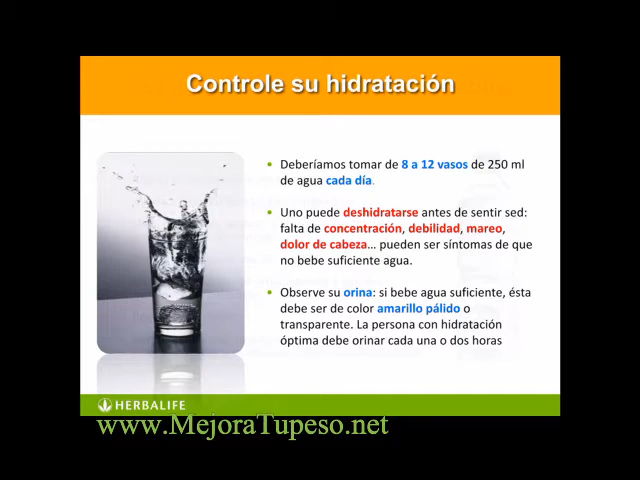 Controle su hidratación
Deberíamos tomar de 8 a 12 vasos de 250 ml
de agua cada día.
Uno puede deshidratarse antes de sentir sed:
falta de concentración, debilidad, mareo,
dolor de cabeza... pueden ser síntomas de que
no bebe suficiente agua.
Observe su orina: si bebe agua suficiente, ésta
debe ser de color amarillo pálido o
transparente. La persona con hidratación
óptima debe orinar cada una o dos horas
HERBALIFE
www.MejoraTupeso.net